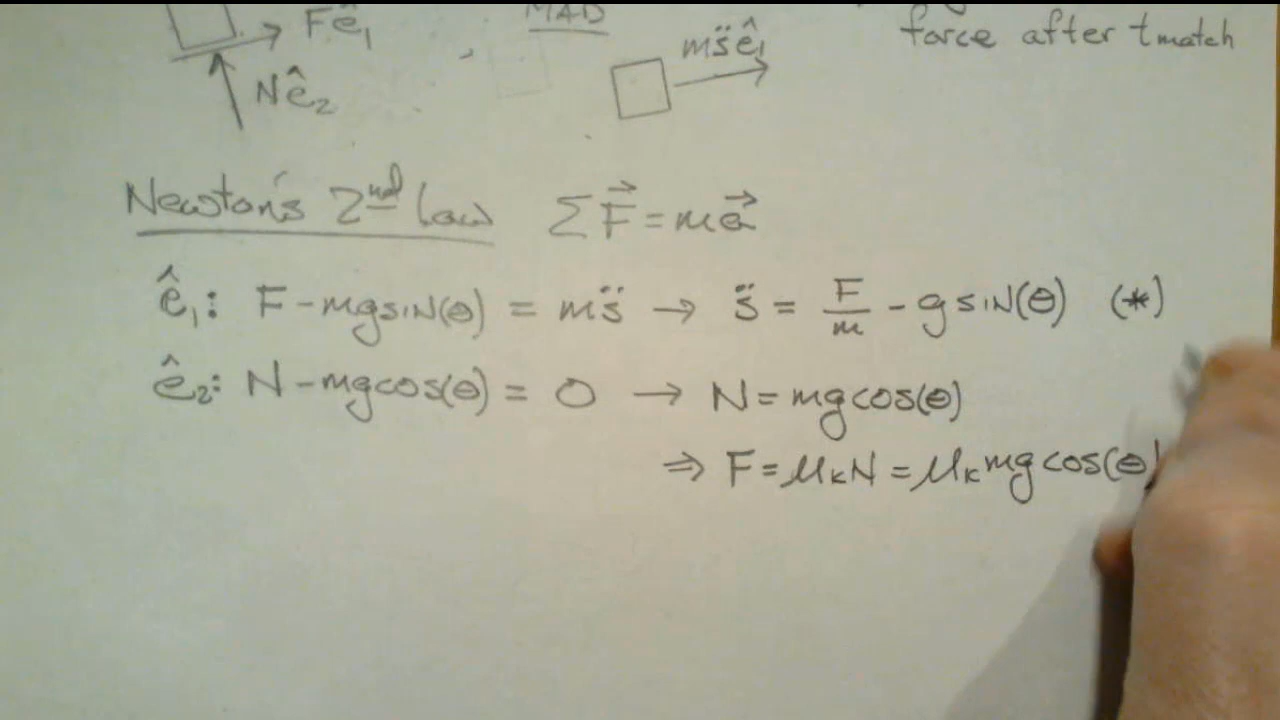 Fê₁
MAD
Nê₂
ms̈ê₁
force after tmatch
Newton's 2nd law ΣF⃗ = ma⃗
ê₁: F - mgsin(θ) = ms̈ → s̈ = F/m - gsin(θ) (*)
ê₂: N - mgcos(θ) = 0 → N = mgcos(θ)
⇒ F = μₖN = μₖmgcos(θ)